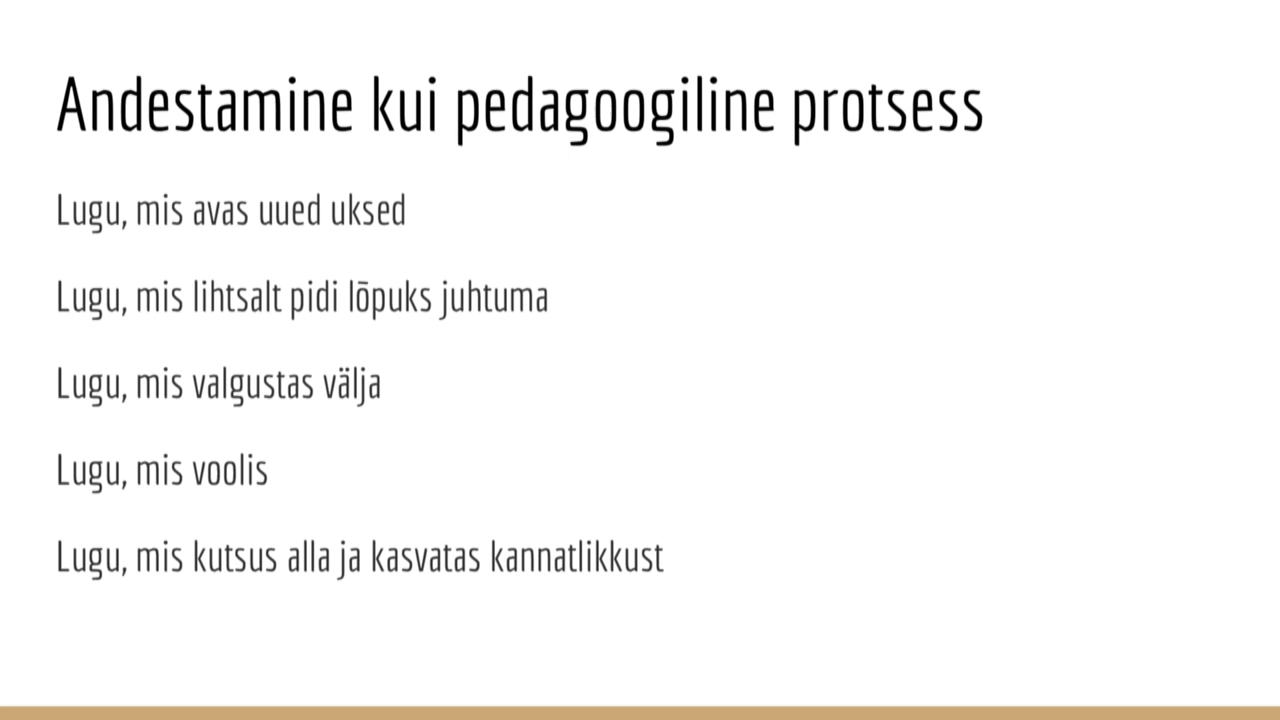 Andestamine kui pedagoogiline protsess
Lugu, mis avas uued uksed
Lugu, mis lihtsalt pidi lõpuks juhtuma
Lugu, mis valgustas välja
Lugu, mis voolis
Lugu, mis kutsus alla ja kasvatas kannatlikkust